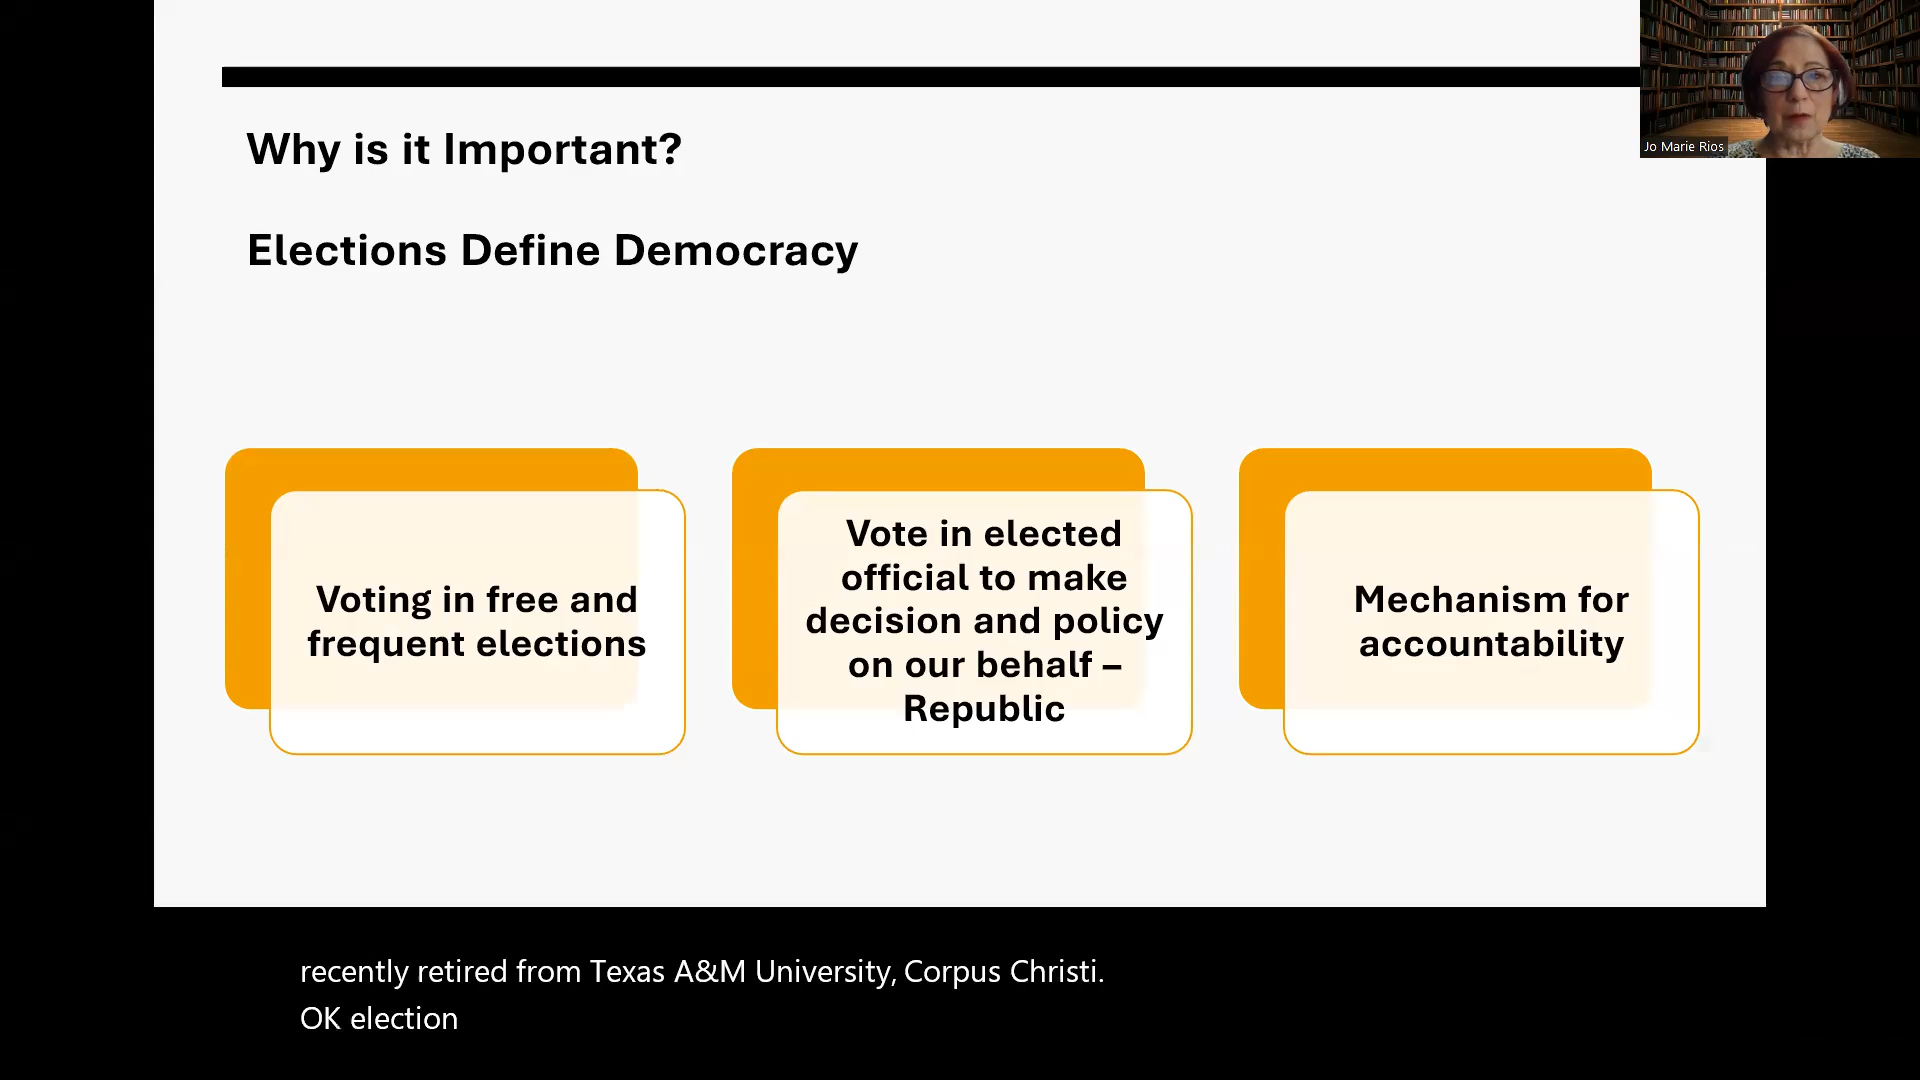 Why is it Important?
Elections Define Democracy
Voting in free and
frequent elections
Vote in elected
official to make
decision and policy
on our behalf –
Republic
Mechanism for
accountability
Jo Marie Rios
recently retired from Texas A&M University, Corpus Christi.
OK election